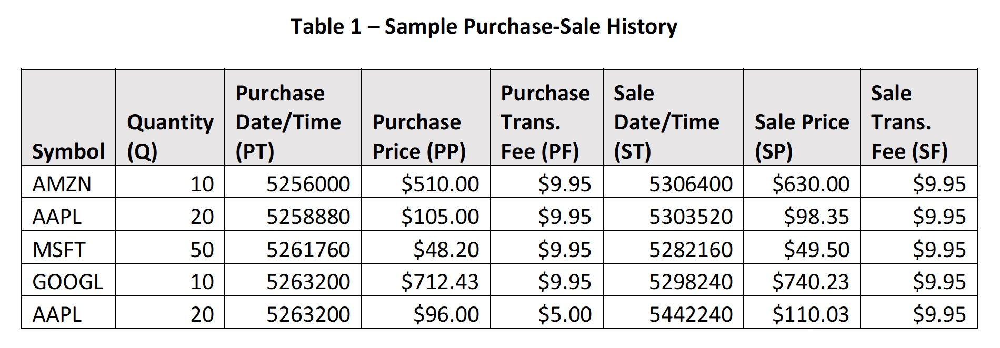 Table 1 – Sample Purchase-Sale History
Symbol Quantity (Q) Purchase Date/Time (PT) Purchase Price (PP) Purchase Trans. Fee (PF) Sale Date/Time (ST) Sale Price (SP) Sale Trans. Fee (SF)
AMZN 10 5256000 $510.00 $9.95 5306400 $630.00 $9.95
AAPL 20 5258880 $105.00 $9.95 5303520 $98.35 $9.95
MSFT 50 5261760 $48.20 $9.95 5282160 $49.50 $9.95
GOOGL 10 5263200 $712.43 $9.95 5298240 $740.23 $9.95
AAPL 20 5263200 $96.00 $5.00 5442240 $110.03 $9.95